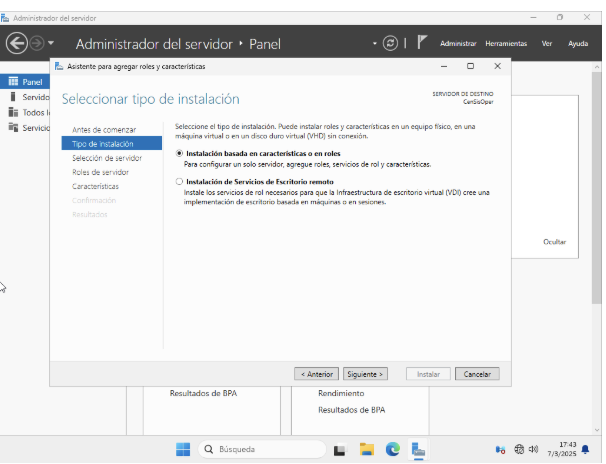 Administrador del servidor
Administrador del servidor • Panel
Administrar Herramientas Ver Ayuda
Panel
Servido
Todos l
Servicio
Asistente para agregar roles y características
Seleccionar tipo de instalación
SERVIDOR DE DESTINO
CenSisOper
Antes de comenzar
Tipo de instalación
Selección de servidor
Roles de servidor
Características
Confirmación
Resultados
Seleccione el tipo de instalación. Puede instalar roles y características en un equipo físico, en una
máquina virtual o en un disco duro virtual (VHD) sin conexión.
Instalación basada en características o en roles
Para configurar un solo servidor, agregue roles, servicios de rol y características.
Instalación de Servicios de Escritorio remoto
Instale los servicios de rol necesarios para que la Infraestructura de escritorio virtual (VDI) cree una
implementación de escritorio basada en máquinas o en sesiones.
Ocultar
< Anterior Siguiente > Instalar Cancelar
Resultados de BPA
Rendimiento
Resultados de BPA
Búsqueda
17:43
7/3/2025